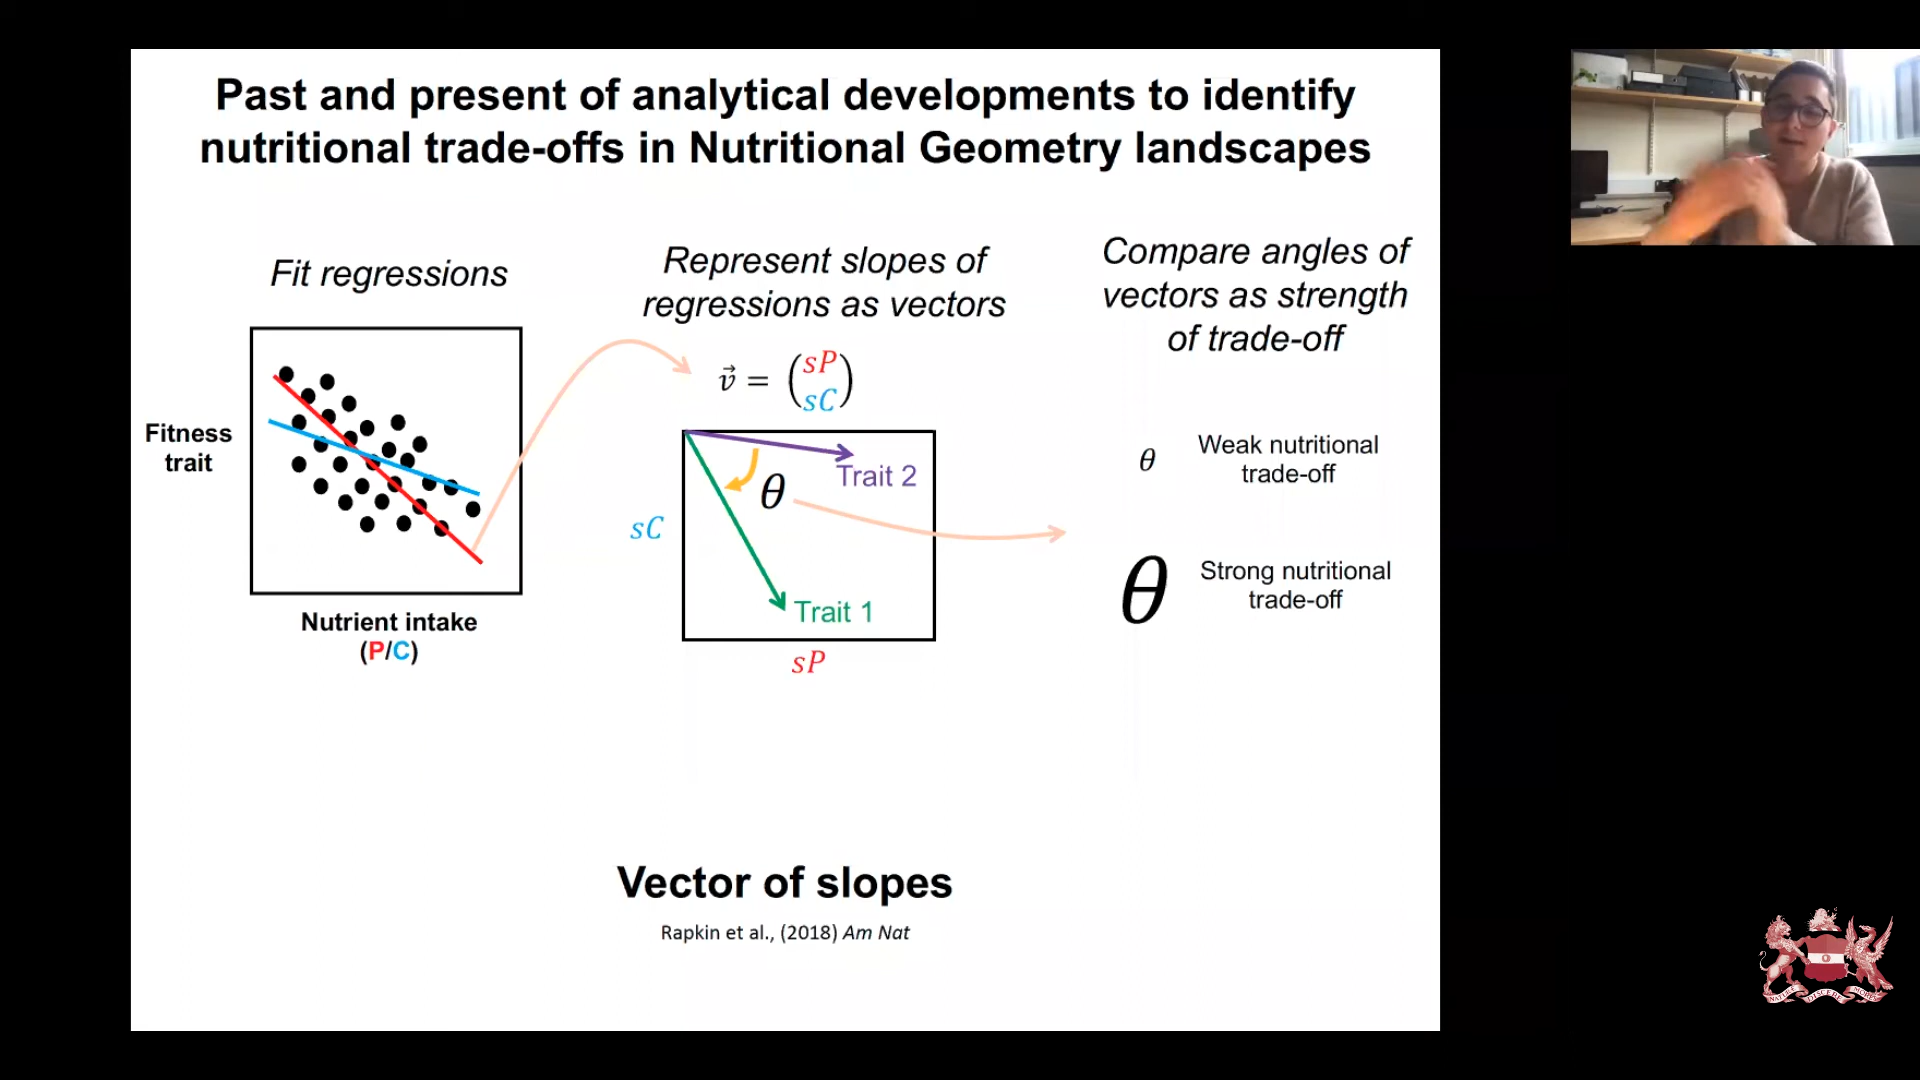 Past and present of analytical developments to identify
nutritional trade-offs in Nutritional Geometry landscapes
Fit regressions
Fitness
trait
Nutrient intake
(P/C)
Represent slopes of
regressions as vectors
v⃗ = (sP
sC)
Trait 2
θ
sC
Trait 1
sP
Compare angles of
vectors as strength
of trade-off
θ
Weak nutritional
trade-off
θ
Strong nutritional
trade-off
Vector of slopes
Rapkin et al., (2018) Am Nat